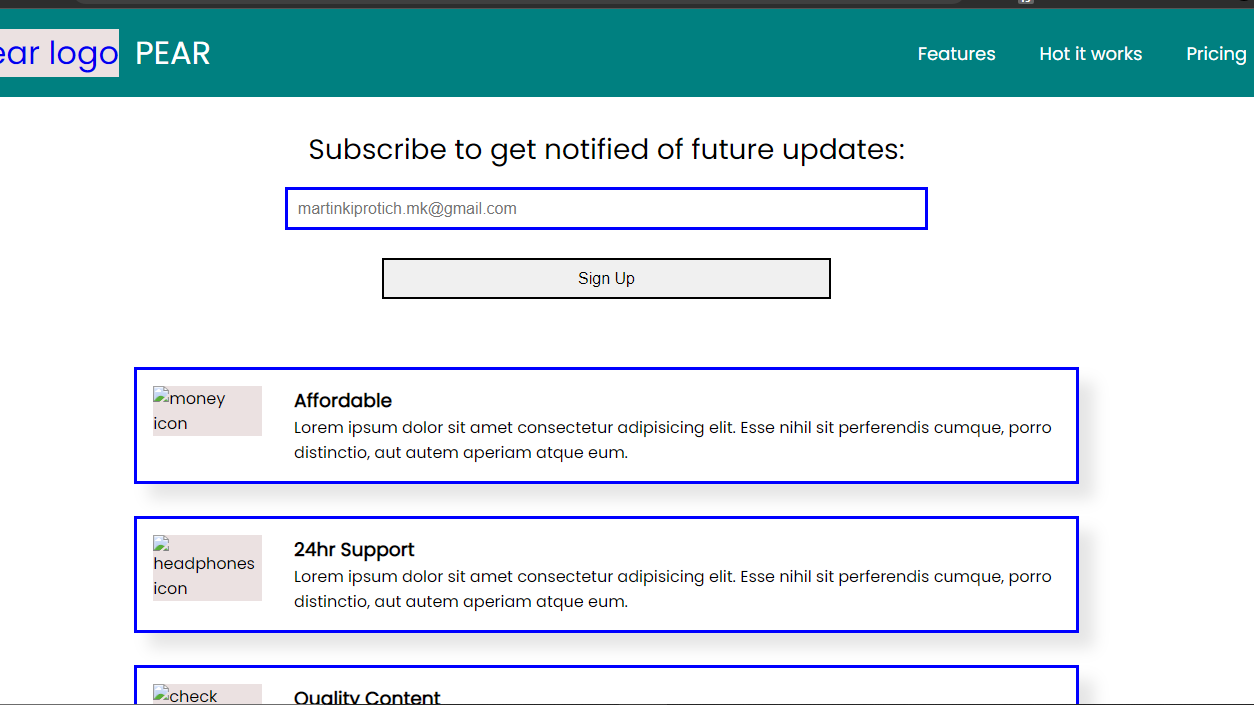 ear logo PEAR Features Hot it works Pricing
Subscribe to get notified of future updates:
martinkiprotich.mk@gmail.com
Sign Up
money
icon
Affordable
Lorem ipsum dolor sit amet consectetur adipisicing elit. Esse nihil sit perferendis cumque, porro
distinctio, aut autem aperiam atque eum.
headphones
icon
24hr Support
Lorem ipsum dolor sit amet consectetur adipisicing elit. Esse nihil sit perferendis cumque, porro
distinctio, aut autem aperiam atque eum.
check
Quality Content